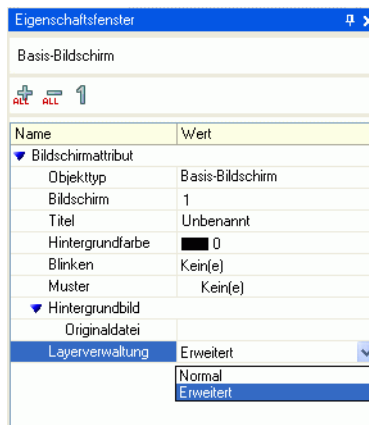 Eigenschaftsfenster
Basis-Bildschirm
ALL ALL 1
Name Wert
Bildschirmattribut
Objekttyp Basis-Bildschirm
Bildschirm 1
Titel Unbenannt
Hintergrundfarbe 0
Blinken Kein(e)
Muster Kein(e)
Hintergrundbild
Originaldatei
Layerverwaltung Erweitert
Normal
Erweitert